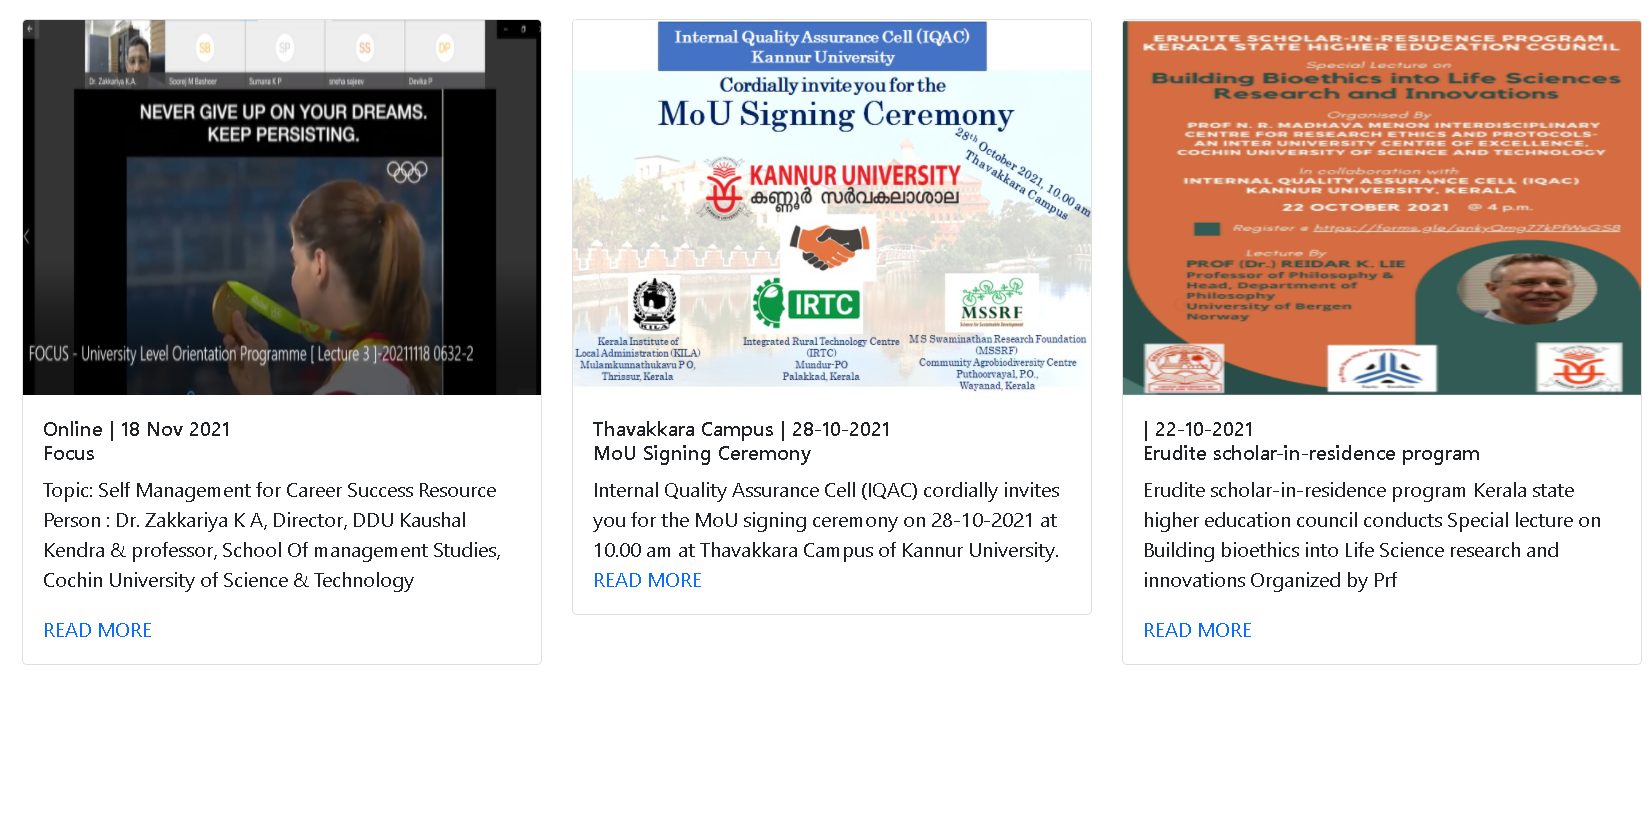 Dr. Zakkariya K.A.
SB
Soorej M Basheer
SP
Sumana K P
SS
sneha sajeev
DP
Devika P
NEVER GIVE UP ON YOUR DREAMS.
KEEP PERSISTING.
FOCUS - University Level Orientation Programme [ Lecture 3 ]-20211118 0632-2
Online | 18 Nov 2021
Focus
Topic: Self Management for Career Success Resource
Person : Dr. Zakkariya K A, Director, DDU Kaushal
Kendra & professor, School Of management Studies,
Cochin University of Science & Technology
READ MORE
Internal Quality Assurance Cell (IQAC)
Kannur University
Cordially invite you for the
MoU Signing Ceremony
28th October 2021, 10.00 am
Thavakkara Campus
KANNUR UNIVERSITY
കണ്ണൂർ സർവകലാശാല
KILA
Kerala Institute of
Local Administration (KILA)
Mulamkunnathukavu P O,
Thrissur, Kerala
IRTC
Integrated Rural Technology Centre
(IRTC)
Mundur-PO
Palakkad, Kerala
MSSRF
Science for Sustainable Development
M S Swaminathan Research Foundation
(MSSRF)
Community Agrobiodiversity Centre
Puthoorvayal, P.O.,
Wayanad, Kerala
Thavakkara Campus | 28-10-2021
MoU Signing Ceremony
Internal Quality Assurance Cell (IQAC) cordially invites
you for the MoU signing ceremony on 28-10-2021 at
10.00 am at Thavakkara Campus of Kannur University.
READ MORE
ERUDITE SCHOLAR-IN-RESIDENCE PROGRAM
KERALA STATE HIGHER EDUCATION COUNCIL
Special Lecture on
Building Bioethics into Life Sciences
Research and Innovations
Organised By
PROF N. R. MADHAVA MENON INTERDISCIPLINARY
CENTRE FOR RESEARCH ETHICS AND PROTOCOLS-
AN INTER UNIVERSITY CENTRE OF EXCELLENCE,
COCHIN UNIVERSITY OF SCIENCE AND TECHNOLOGY
In collaboration with
INTERNAL QUALITY ASSURANCE CELL (IQAC)
KANNUR UNIVERSITY, KERALA
22 OCTOBER 2021 @ 4 p.m.
Register @
Lecture By
PROF (Dr.) REIDAR K. LIE
Professor of Philosophy &
Head, Department of
Philosophy
University of Bergen
Norway
| 22-10-2021
Erudite scholar-in-residence program
Erudite scholar-in-residence program Kerala state
higher education council conducts Special lecture on
Building bioethics into Life Science research and
innovations Organized by Prf
READ MORE